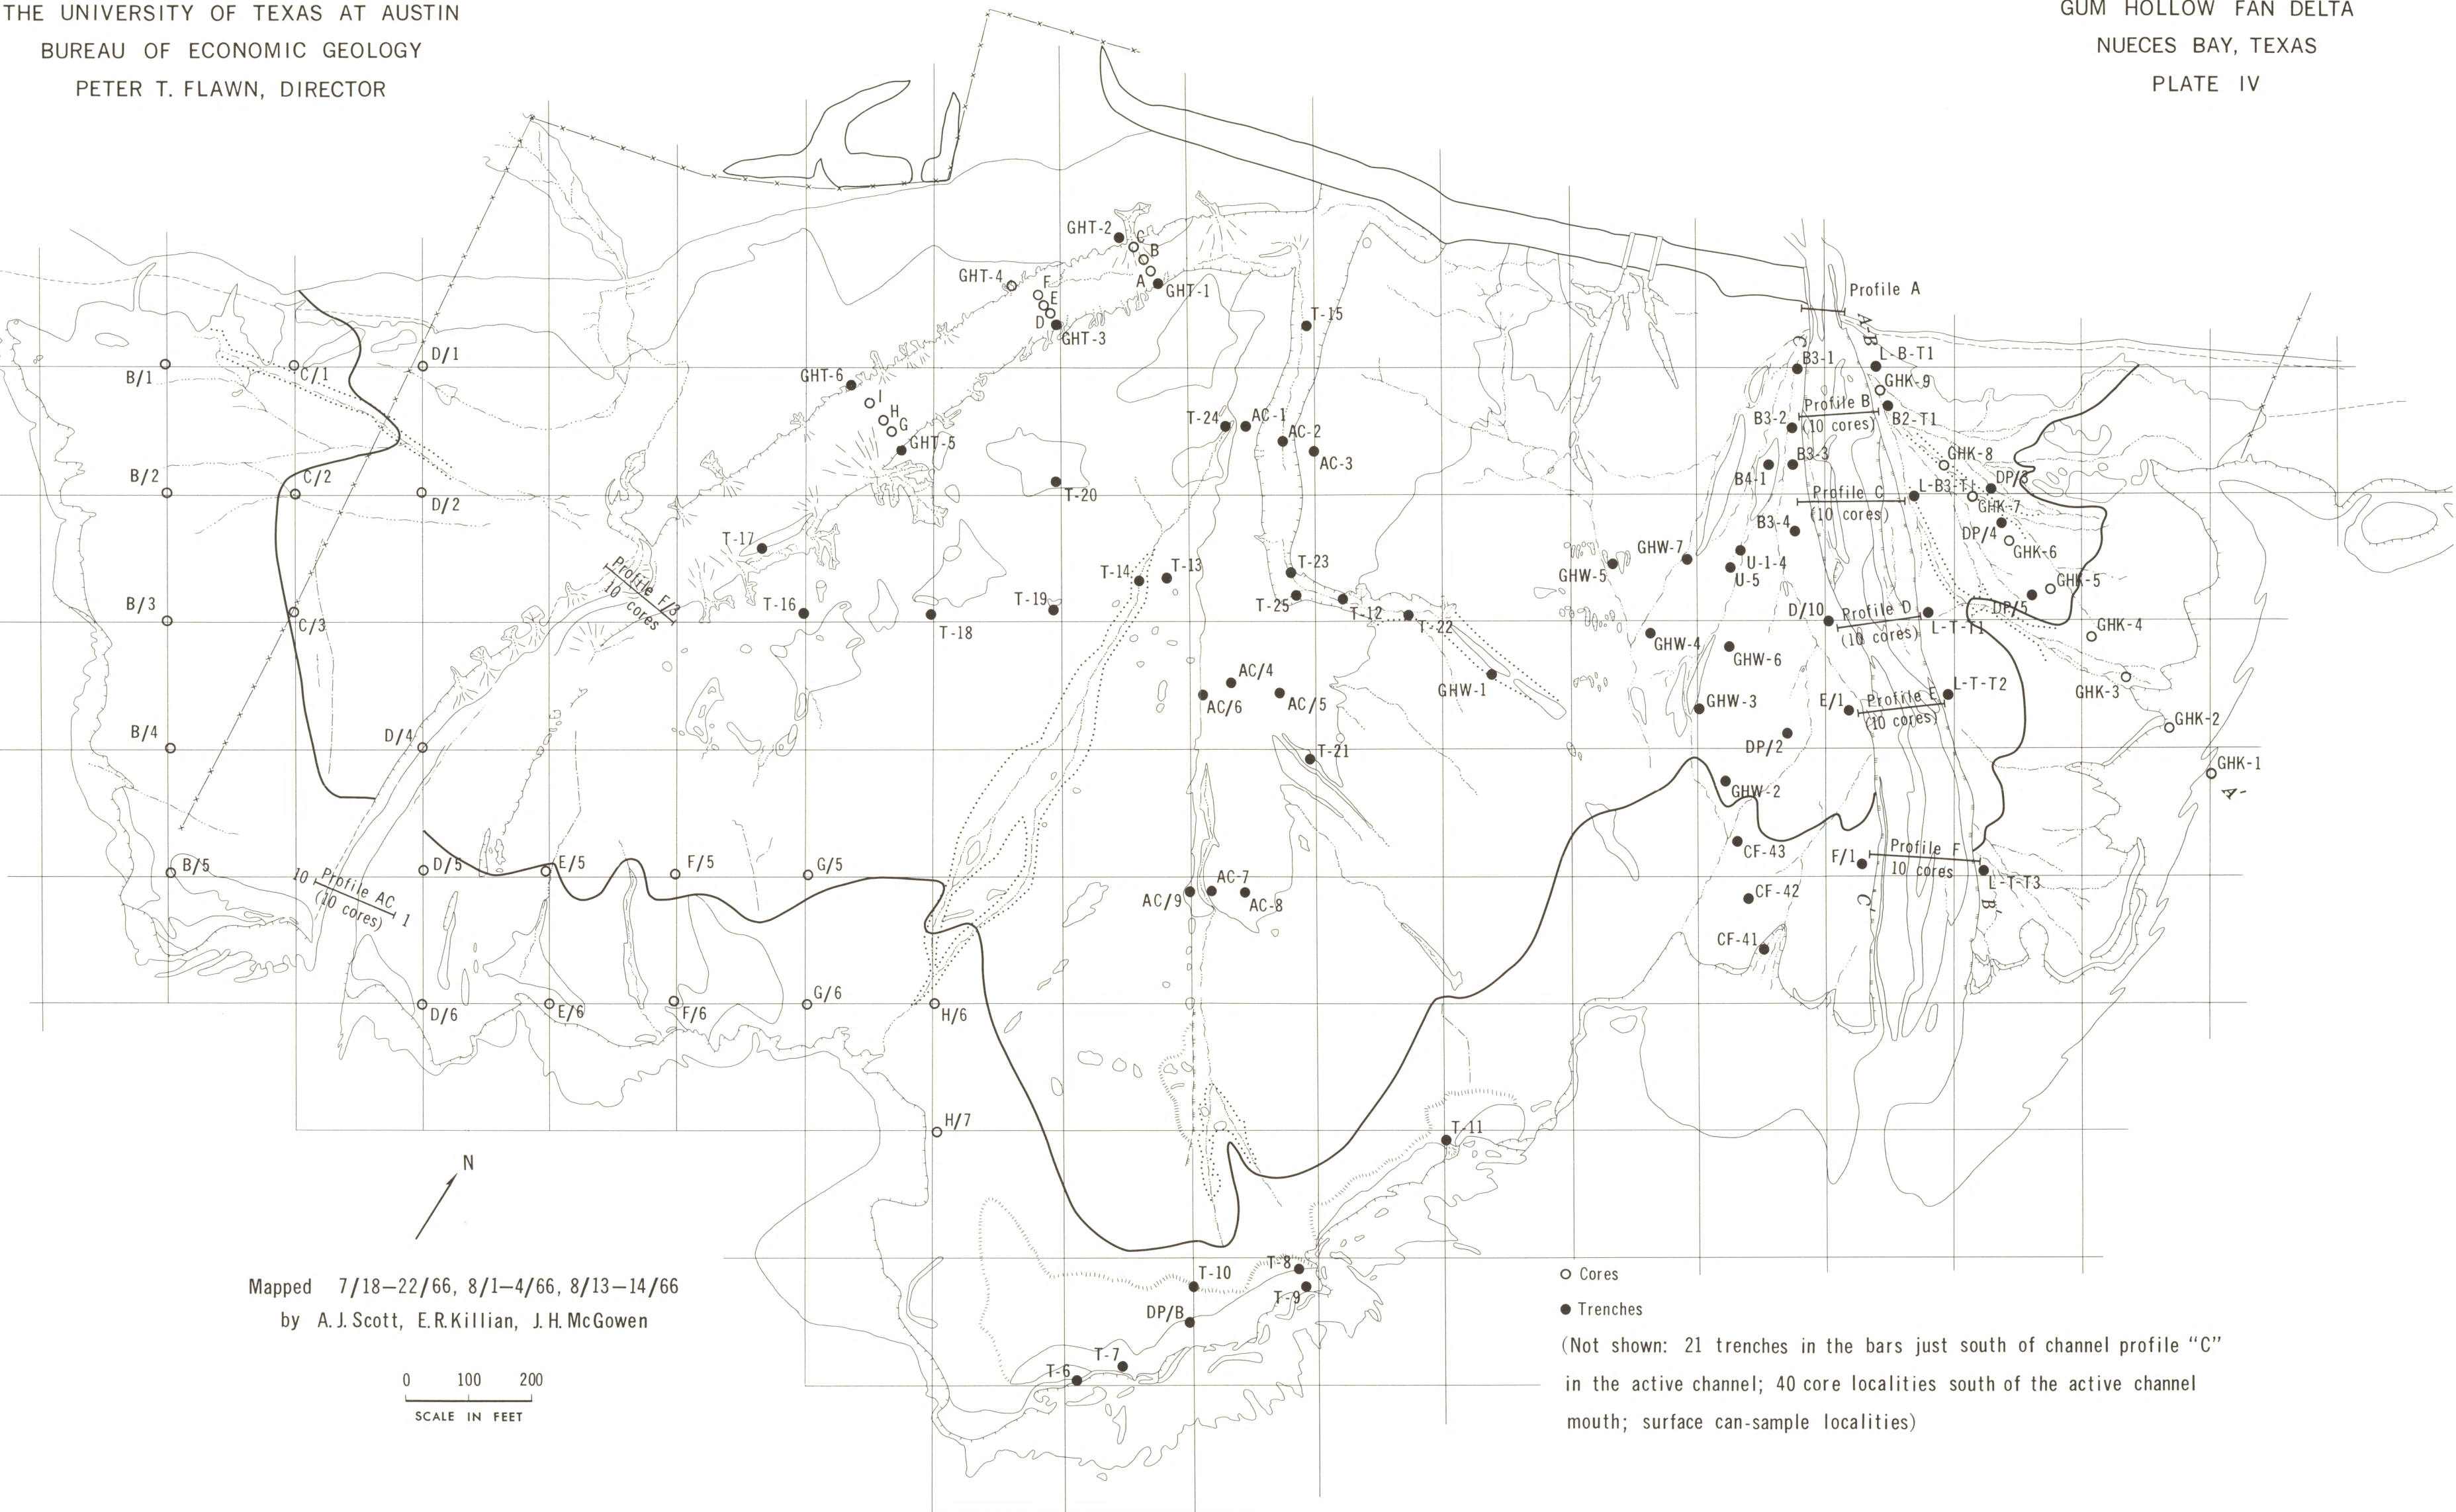 THE UNIVERSITY OF TEXAS AT AUSTIN
BUREAU OF ECONOMIC GEOLOGY
PETER T. FLAWN, DIRECTOR
GUM HOLLOW FAN DELTA
NUECES BAY, TEXAS
PLATE IV
GHT-2
C
B
A
GHT-1
GHT-4
F
E
D
GHT-3
Profile A
A-B
C
T-15
B/1
C/1
D/1
GHT-6
I
H
G
GHT-5
B3-1
L-B-T1
GHK-9
Profile B
(10 cores)
B3-2
B2-T1
T-24
AC-1
AC-2
AC-3
B/2
C/2
D/2
T-20
B3-3
B4-1
GHK-8
L-B3-T1
DP/3
Profile C
(10 cores)
GHK-7
B3-4
DP/4
GHK-6
T-17
Profile F/3
10 cores
T-14
T-13
T-23
GHW-5
GHW-7
U-1-4
U-5
GHK-5
B/3
C/3
T-16
T-18
T-19
T-25
T-12
T-22
D/10
Profile D
(10 cores)
L-T-T1
DP/5
GHK-4
GHW-4
GHW-6
AC/4
AC/6
AC/5
GHW-1
GHW-3
E/1
Profile E
(10 cores)
L-T-T2
GHK-3
GHK-2
B/4
D/4
T-21
DP/2
GHW-2
GHK-1
A'
B/5
10 Profile AC 1
(10 cores)
D/5
E/5
F/5
G/5
AC/9
AC-7
AC-8
CF-43
F/1
Profile F
10 cores
L-T-T3
CF-42
C'
B'
CF-41
D/6
E/6
F/6
G/6
H/6
H/7
T-11
N
T-10
T-8
T-9
DP/B
T-7
T-6
Mapped 7/18–22/66, 8/1–4/66, 8/13–14/66
by A.J. Scott, E.R. Killian, J.H. McGowen
0 100 200
SCALE IN FEET
Cores
Trenches
(Not shown: 21 trenches in the bars just south of channel profile “C”
in the active channel; 40 core localities south of the active channel
mouth; surface can-sample localities)